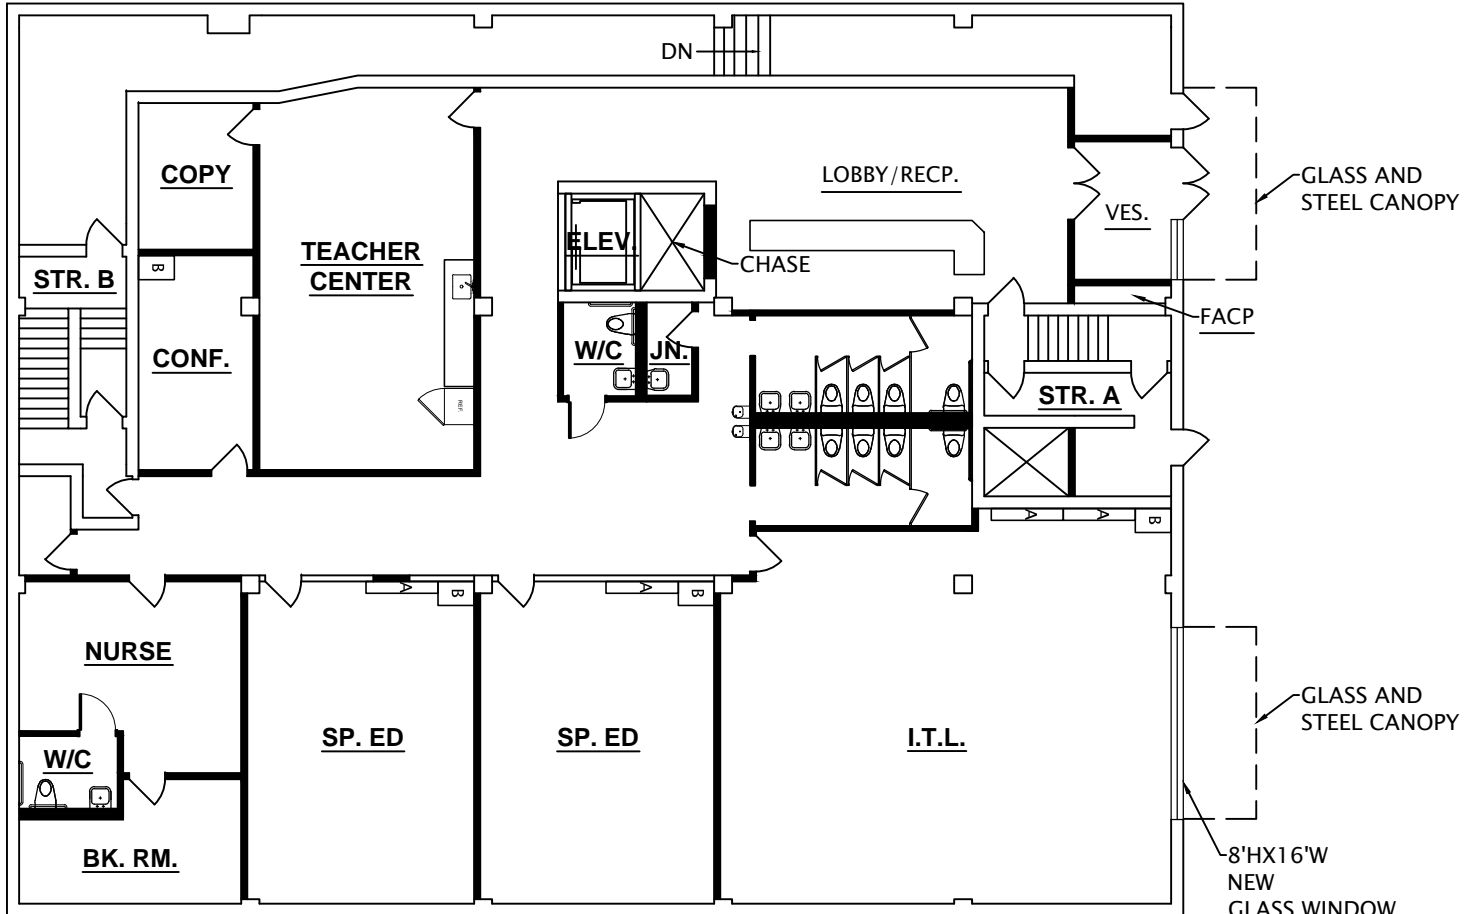 DN
COPY
LOBBY/RECP.
GLASS AND
STEEL CANOPY
VES.
TEACHER
CENTER
ELEV.
CHASE
B
STR. B
FACP
CONF.
W/C
JN.
REF.
STR. A
A
A
B
A
B
A
B
NURSE
SP. ED
SP. ED
I.T.L.
GLASS AND
STEEL CANOPY
W/C
BK. RM.
8'HX16'W
NEW
GLASS WINDOW